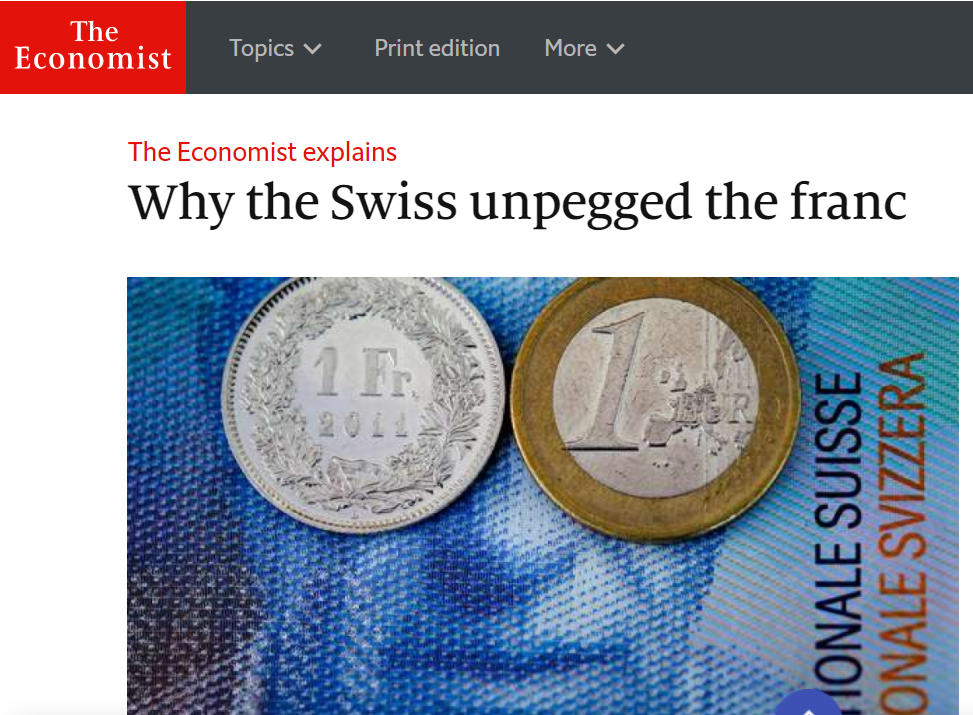 The
Economist
Topics
Print edition
More
The Economist explains
Why the Swiss unpegged the franc
1 Fr.
2011
1
EUR
IONALE SUISSE
ONALE SVIZZERA